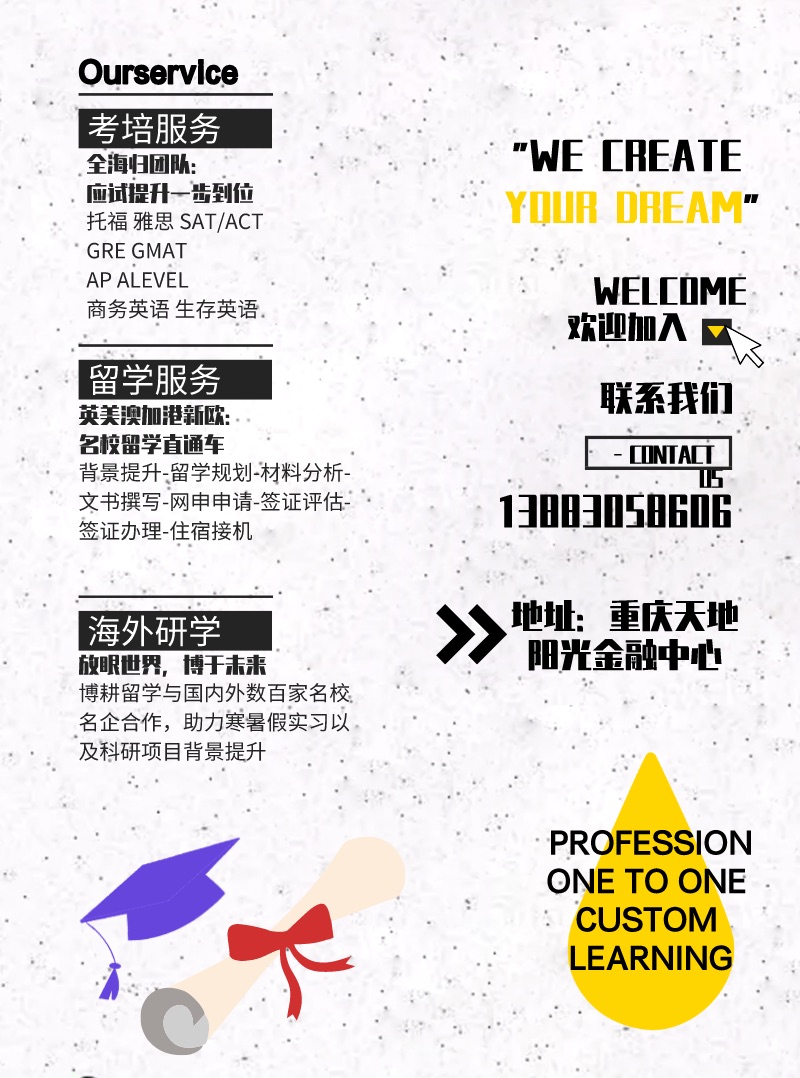 Ourservice
考培服务
全海归团队:
应试提升一步到位
托福 雅思 SAT/ACT
GRE GMAT
AP ALEVEL
商务英语 生存英语
留学服务
英美澳加港新欧:
名校留学直通车
背景提升-留学规划-材料分析-
文书撰写-网申申请-签证评估-
签证办理-住宿接机
海外研学
放眼世界，博于未来
博耕留学与国内外数百家名校
名企合作，助力寒暑假实习以
及科研项目背景提升
"WE CREATE
YOUR DREAM"
WELCOME
欢迎加入
联系我们
- CONTACT
US
13883058606
地址：重庆天地
阳光金融中心
PROFESSION
ONE TO ONE
CUSTOM
LEARNING